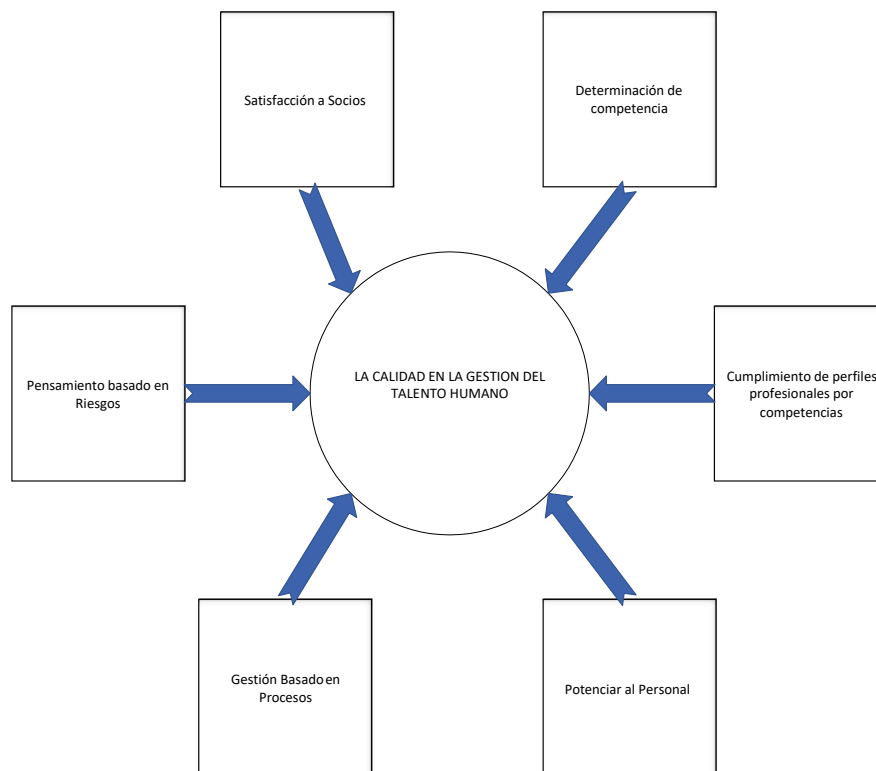 Satisfacción a Socios
Determinación de
competencia
Pensamiento basado en
Riesgos
LA CALIDAD EN LA GESTION DEL
TALENTO HUMANO
Cumplimiento de perfiles
profesionales por
competencias
Gestión Basado en
Procesos
Potenciar al Personal